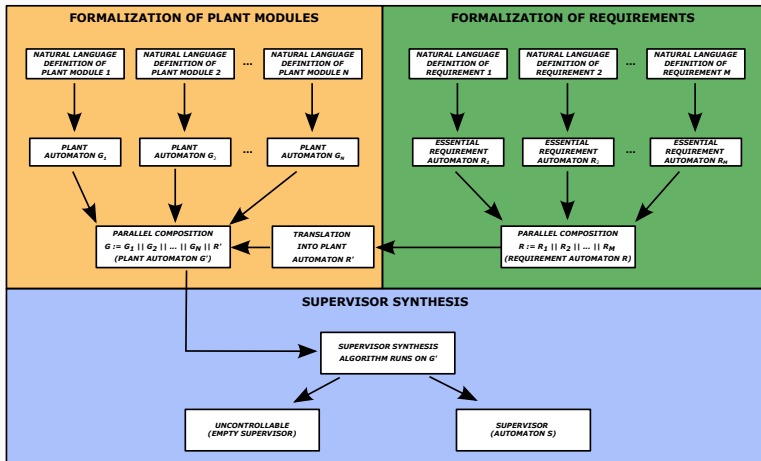 FORMALIZATION OF PLANT MODULES
NATURAL LANGUAGE
DEFINITION OF
PLANT MODULE 1
NATURAL LANGUAGE
DEFINITION OF
PLANT MODULE 2
...
NATURAL LANGUAGE
DEFINITION OF
PLANT MODULE N
PLANT
AUTOMATON G1
PLANT
AUTOMATON G2
...
PLANT
AUTOMATON GN
PARALLEL COMPOSITION
G := G1 || G2 || ... || GN || R'
(PLANT AUTOMATON G')
TRANSLATION
INTO PLANT
AUTOMATON R'
FORMALIZATION OF REQUIREMENTS
NATURAL LANGUAGE
DEFINITION OF
REQUIREMENT 1
NATURAL LANGUAGE
DEFINITION OF
REQUIREMENT 2
...
NATURAL LANGUAGE
DEFINITION OF
REQUIREMENT M
ESSENTIAL
REQUIREMENT
AUTOMATON R1
ESSENTIAL
REQUIREMENT
AUTOMATON R2
...
ESSENTIAL
REQUIREMENT
AUTOMATON RM
PARALLEL COMPOSITION
R := R1 || R2 || ... || RM
(REQUIREMENT AUTOMATON R)
SUPERVISOR SYNTHESIS
SUPERVISOR SYNTHESIS
ALGORITHM RUNS ON G'
UNCONTROLLABLE
(EMPTY SUPERVISOR)
SUPERVISOR
(AUTOMATON S)